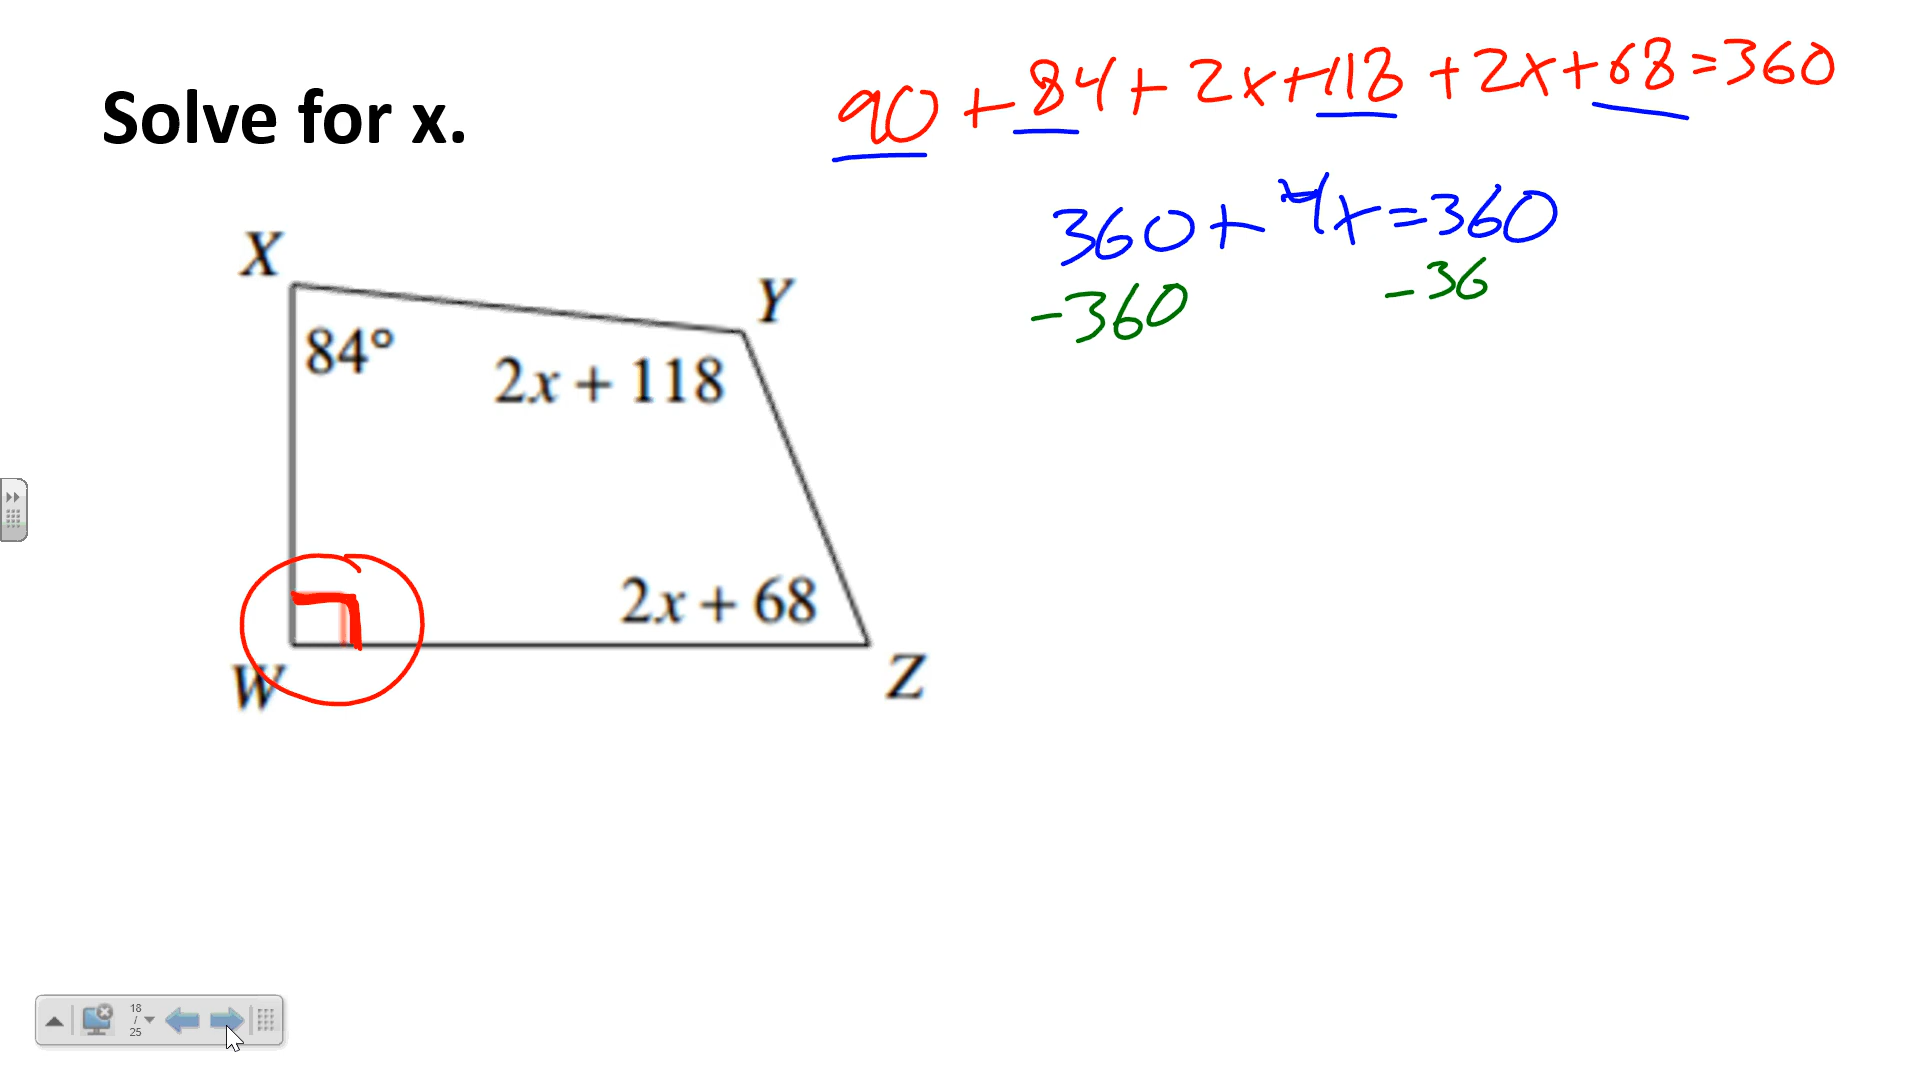 Solve for x.
90 + 84 + 2x + 118 + 2x + 68 = 360
360 + 4x = 360
-360 -36
X
Y
84°
2x + 118
2x + 68
W
Z
18
/
25